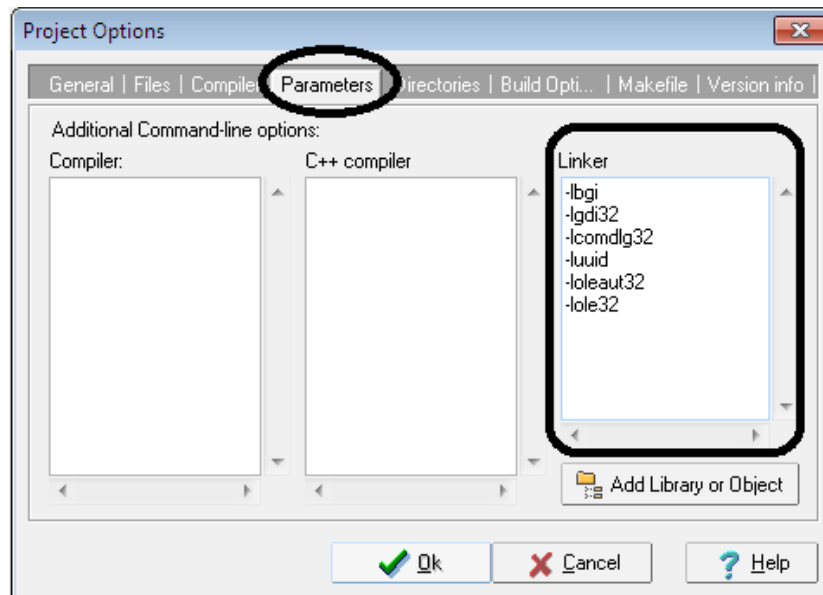 Project Options
General | Files | Compiler Parameters Directories | Build Opti... | Makefile | Version info |
Additional Command-line options:
Compiler:
C++ compiler
Linker
-lbgi
-lgdi32
-lcomdlg32
-luuid
-loleaut32
-lole32
Add Library or Object
Ok
Cancel
? Help